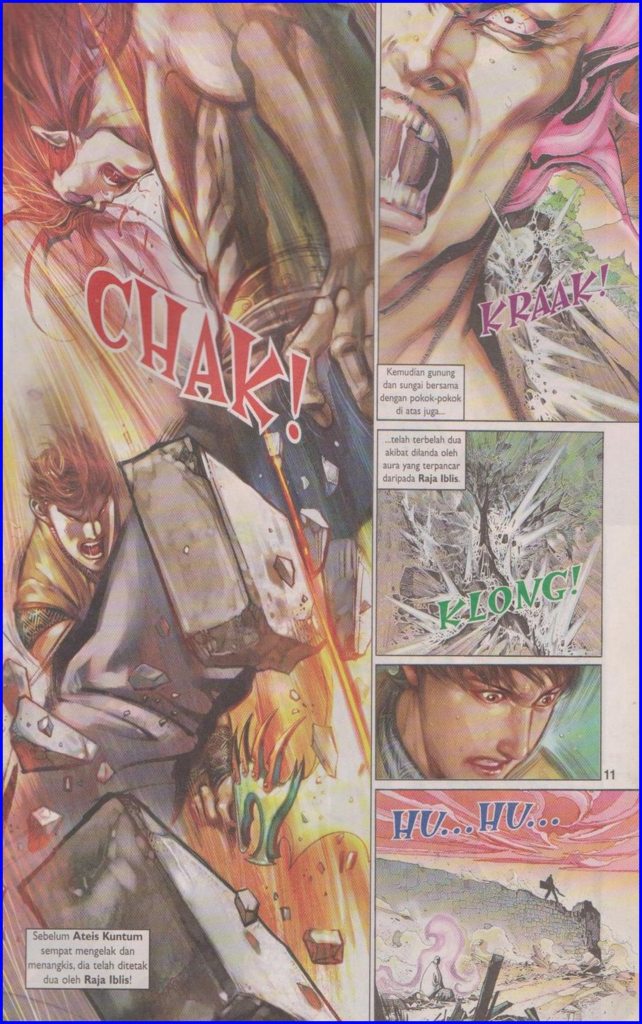 CHAK!
Sebelum Ateis Kuntum
sempat mengelak dan
menangkis, dia telah ditetak
dua oleh Raja Iblis!
KRAAK!
Kemudian gunung
dan sungai bersama
dengan pokok-pokok
di atas juga...
...telah terbelah dua
akibat dilanda oleh
aura yang terpancar
daripada Raja Iblis.
KLONG!
11
HU...HU...